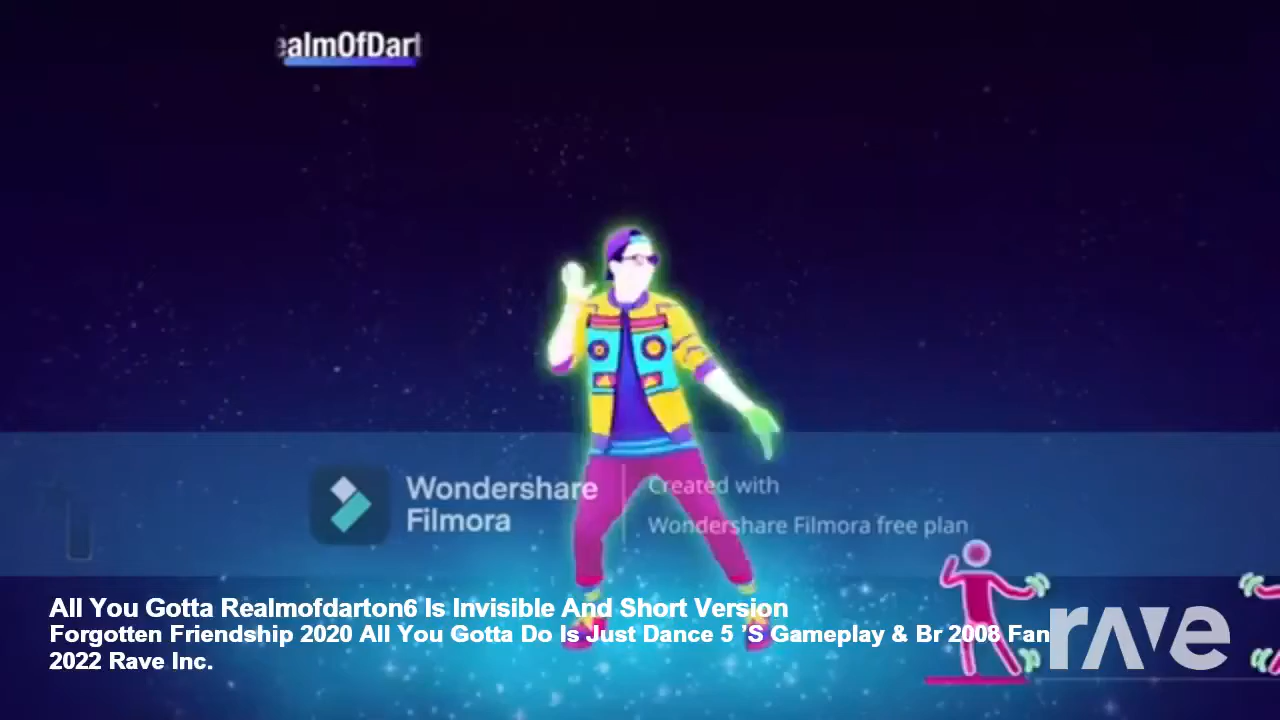 ealmOfDart
Wondershare
Filmora
Created with
Wondershare Filmora free plan
All You Gotta Realmofdarton6 Is Invisible And Short Version
Forgotten Friendship 2020 All You Gotta Do Is Just Dance 5 ’S Gameplay & Br 2008 Fan
2022 Rave Inc.
rave